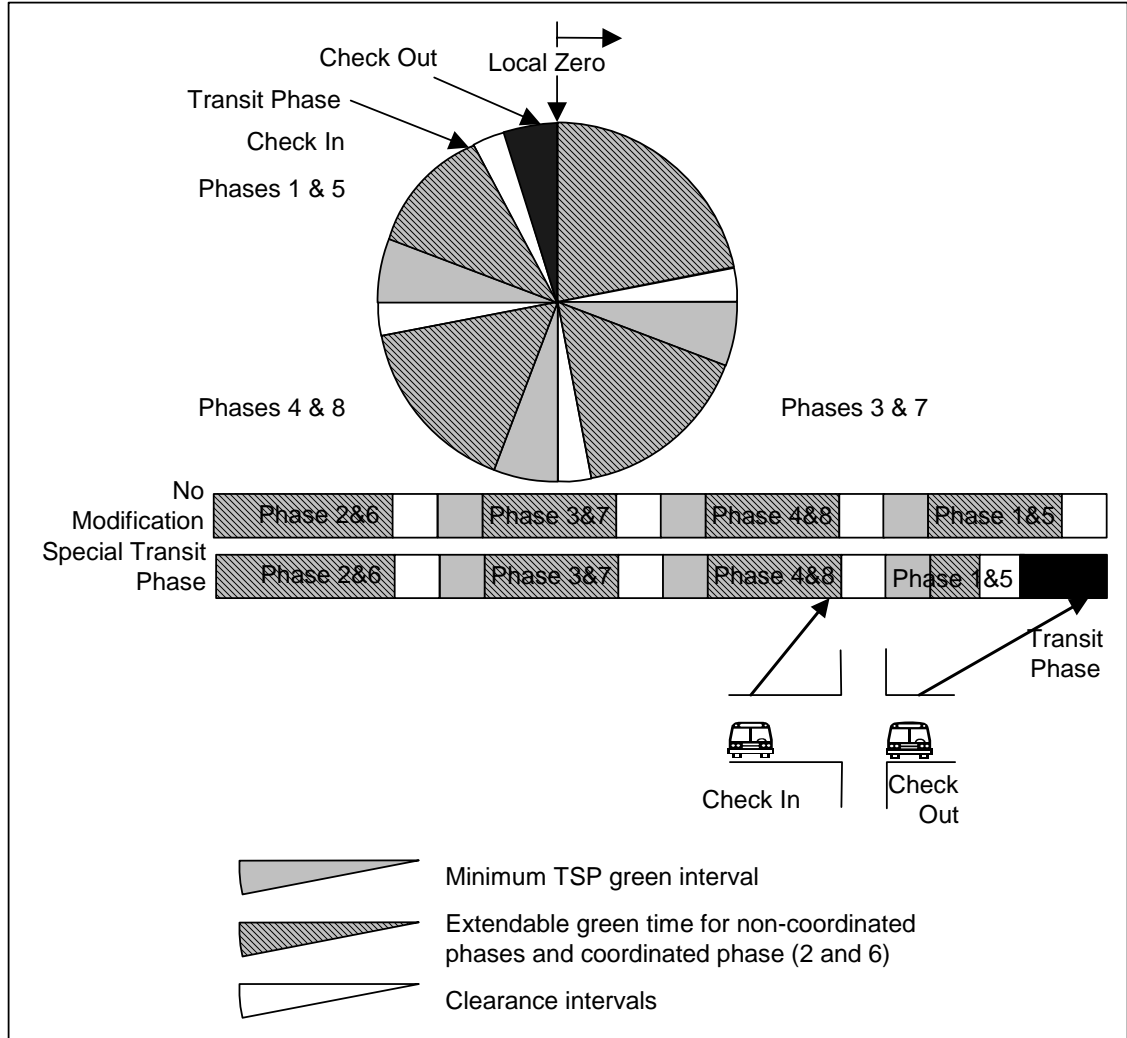 Check Out
Local Zero
Transit Phase
Check In
Phases 1 & 5
Phases 4 & 8
Phases 3 & 7
No
Modification
Phase 2&6
Phase 3&7
Phase 4&8
Phase 1&5
Special Transit
Phase
Phase 2&6
Phase 3&7
Phase 4&8
Phase 1&5
Transit
Phase
Check In
Check
Out
Minimum TSP green interval
Extendable green time for non-coordinated
phases and coordinated phase (2 and 6)
Clearance intervals